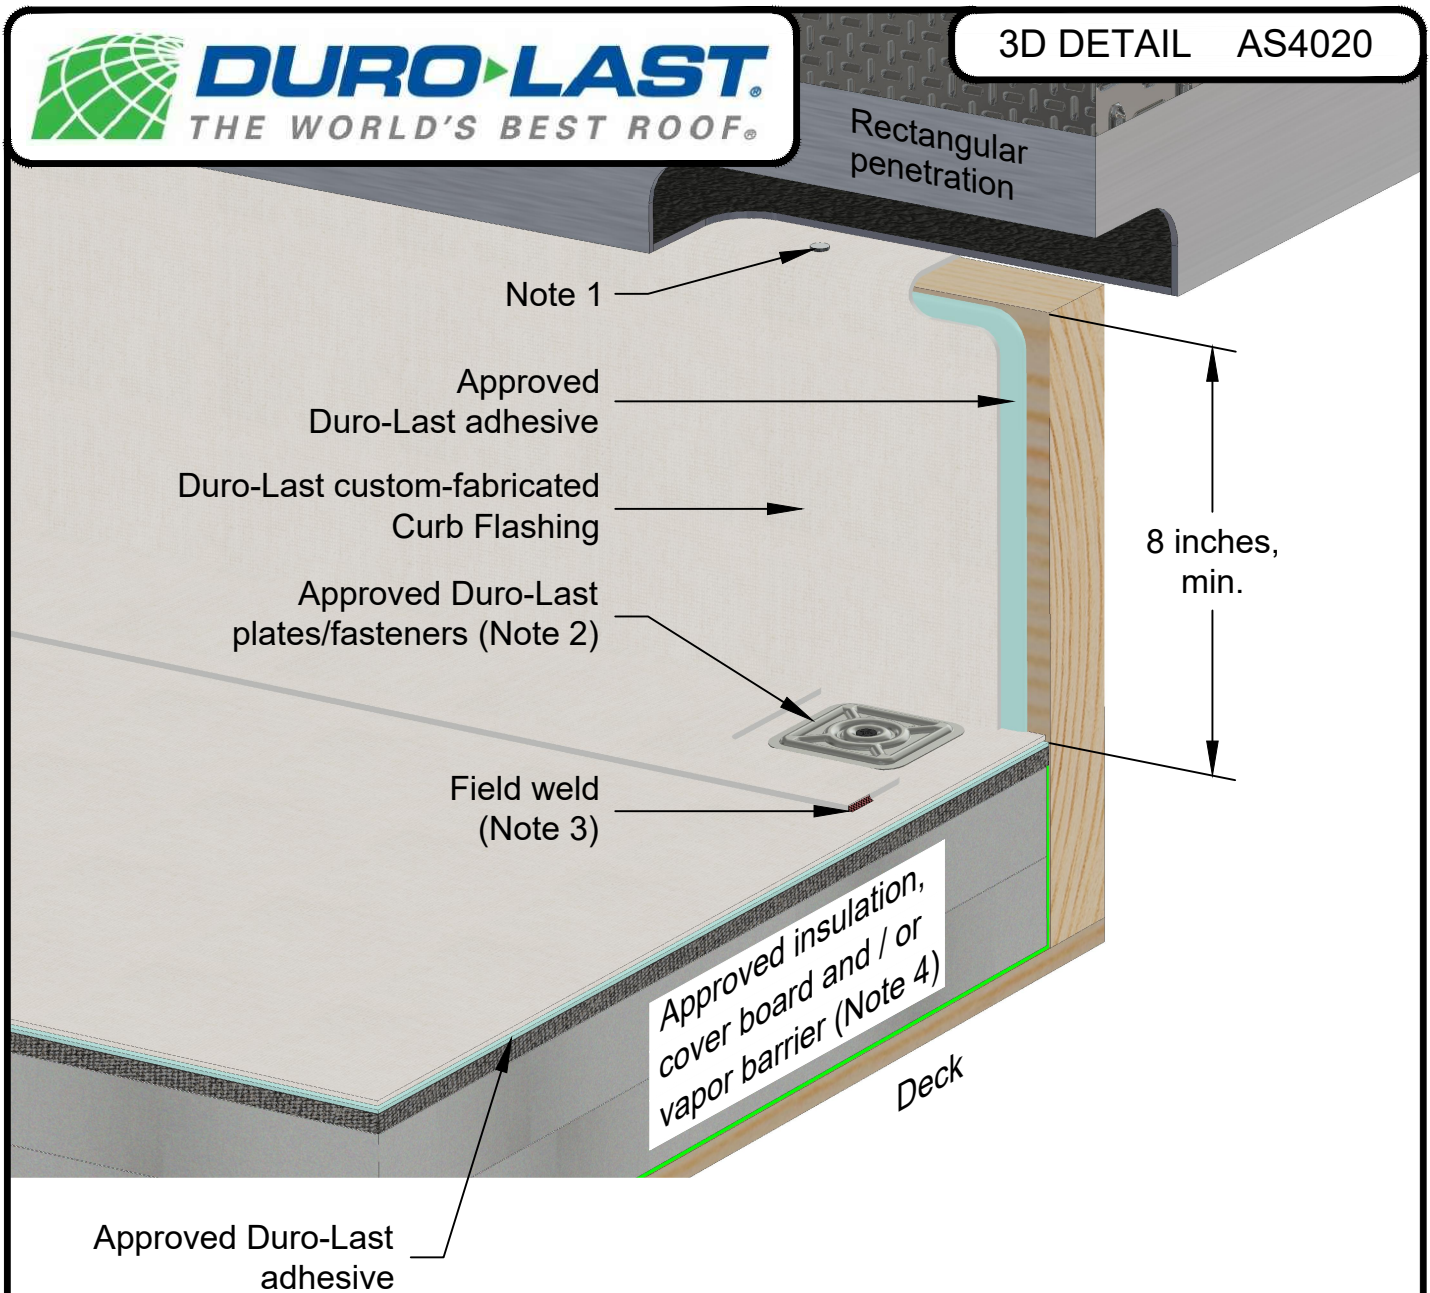 DURO-LAST®
THE WORLD'S BEST ROOF®
3D DETAIL AS4020
Rectangular
penetration
Note 1
Approved
Duro-Last adhesive
Duro-Last custom-fabricated
Curb Flashing
8 inches,
min.
Approved Duro-Last
plates/fasteners (Note 2)
Field weld
(Note 3)
Approved insulation,
cover board and / or
vapor barrier (Note 4)
Deck
Approved Duro-Last
adhesive